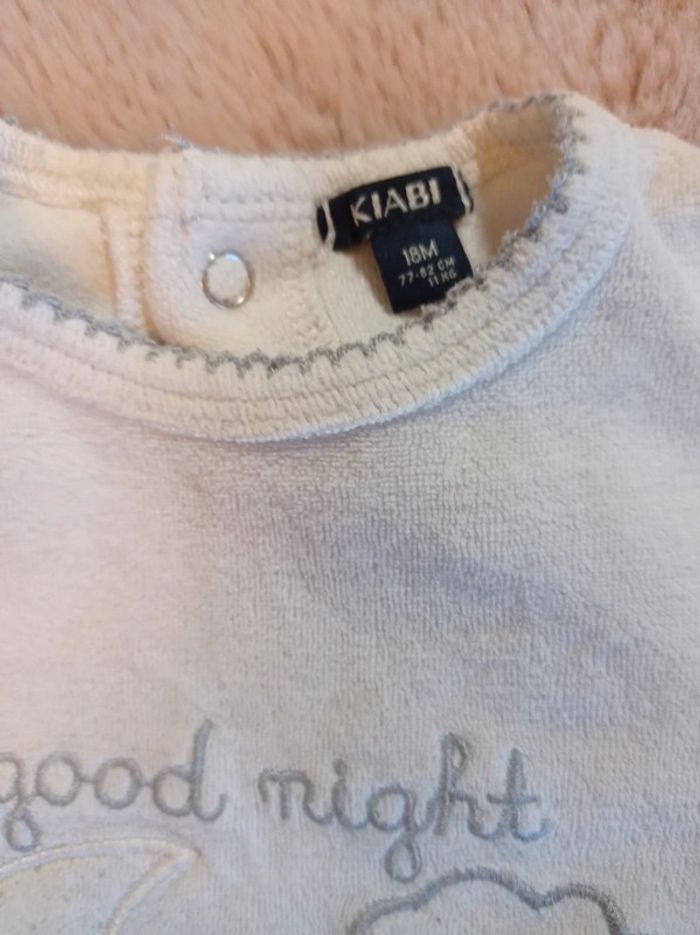 KIABI
18M
77-82 CM
11 KG
good night